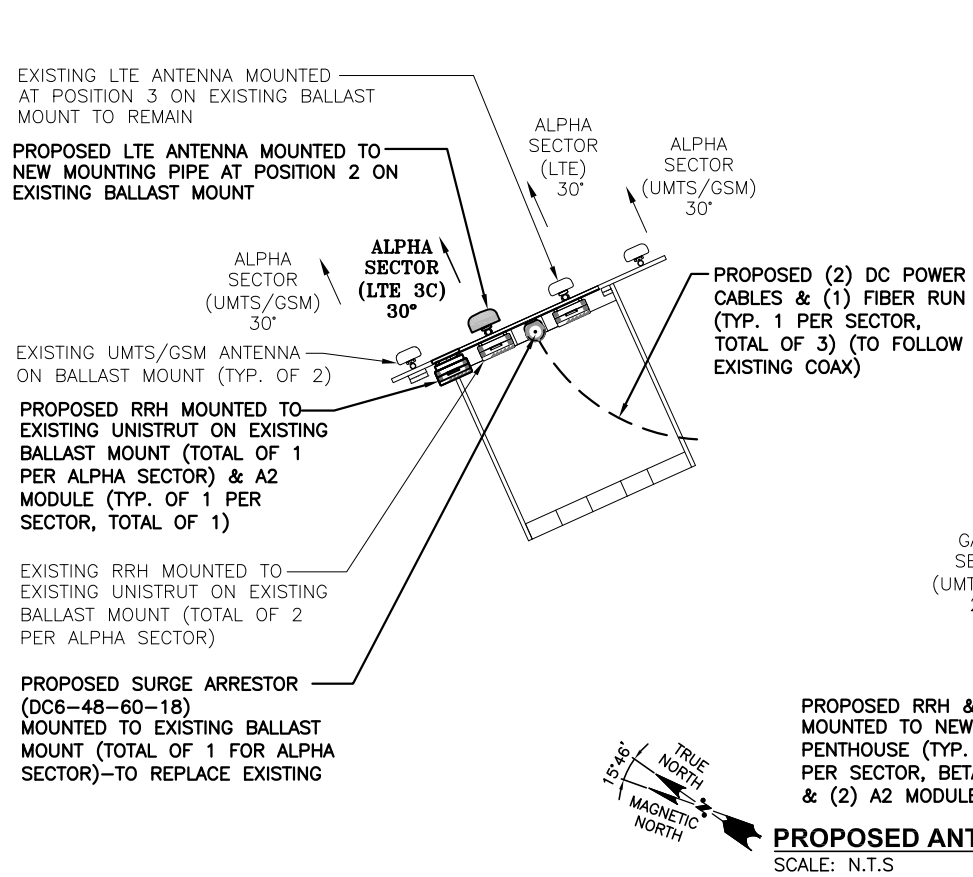 EXISTING LTE ANTENNA MOUNTED
AT POSITION 3 ON EXISTING BALLAST
MOUNT TO REMAIN
PROPOSED LTE ANTENNA MOUNTED TO
NEW MOUNTING PIPE AT POSITION 2 ON
EXISTING BALLAST MOUNT
ALPHA
SECTOR
(LTE)
30°
ALPHA
SECTOR
(UMTS/GSM)
30°
ALPHA
SECTOR
(UMTS/GSM)
30°
ALPHA
SECTOR
(LTE 3C)
30°
PROPOSED (2) DC POWER
CABLES & (1) FIBER RUN
(TYP. 1 PER SECTOR,
TOTAL OF 3) (TO FOLLOW
EXISTING COAX)
EXISTING UMTS/GSM ANTENNA
ON BALLAST MOUNT (TYP. OF 2)
PROPOSED RRH MOUNTED TO
EXISTING UNISTRUT ON EXISTING
BALLAST MOUNT (TOTAL OF 1
PER ALPHA SECTOR) & A2
MODULE (TYP. OF 1 PER
SECTOR, TOTAL OF 1)
EXISTING RRH MOUNTED TO
EXISTING UNISTRUT ON EXISTING
BALLAST MOUNT (TOTAL OF 2
PER ALPHA SECTOR)
PROPOSED SURGE ARRESTOR
(DC6-48-60-18)
MOUNTED TO EXISTING BALLAST
MOUNT (TOTAL OF 1 FOR ALPHA
SECTOR)-TO REPLACE EXISTING
GA
SE
(UMT
2
15°46'
TRUE
NORTH
MAGNETIC
NORTH
N
PROPOSED RRH &
MOUNTED TO NEW
PENTHOUSE (TYP.
PER SECTOR, BETA
& (2) A2 MODULE
PROPOSED ANT
SCALE: N.T.S